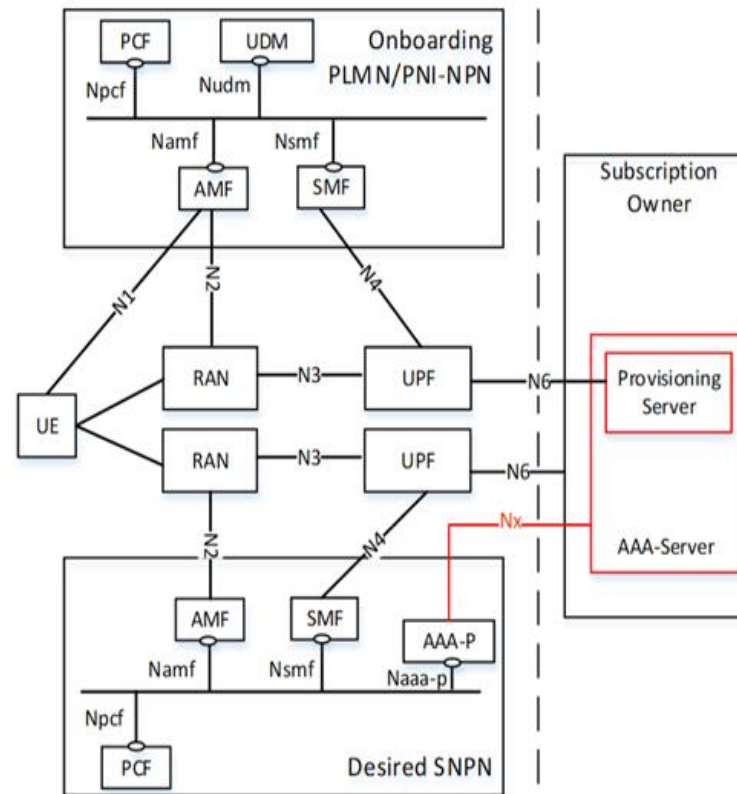 PCF
UDM
Onboarding
PLMN/PNI-NPN
Npcf
Nudm
Namf
Nsmf
AMF
SMF
Subscription
Owner
N1
N2
N4
RAN
N3
UPF
N6
Provisioning
Server
UE
RAN
N3
UPF
N6
N2
N4
Nx
AAA-Server
AMF
SMF
AAA-P
Namf
Nsmf
Naaa-p
Npcf
PCF
Desired SNPN